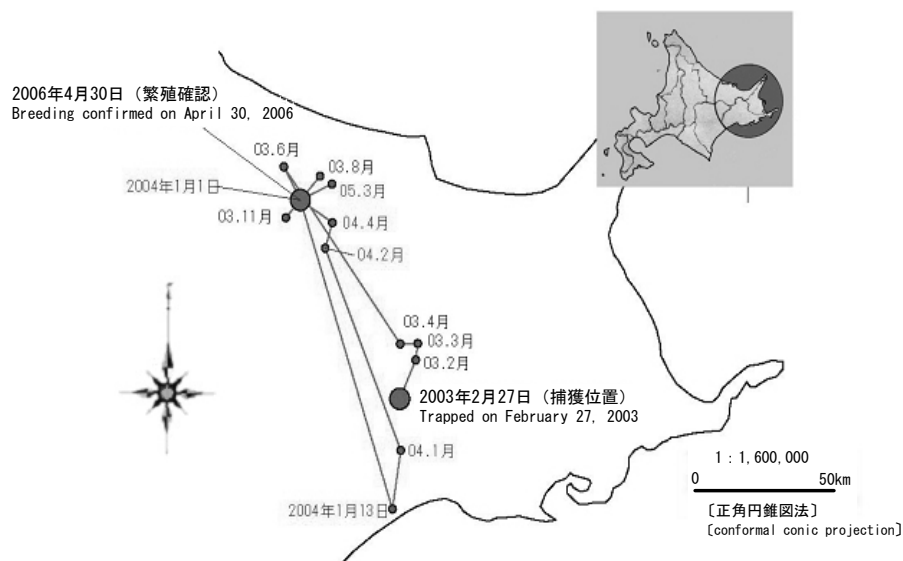 2006年4月30日（繁殖確認）
Breeding confirmed on April 30, 2006
03.6月
03.8月
05.3月
2004年1月1日
03.11月
04.4月
04.2月
03.4月
03.3月
03.2月
2003年2月27日（捕獲位置）
Trapped on February 27, 2003
04.1月
2004年1月13日
1：1,600,000
0 50km
〔正角円錐図法〕
〔conformal conic projection〕